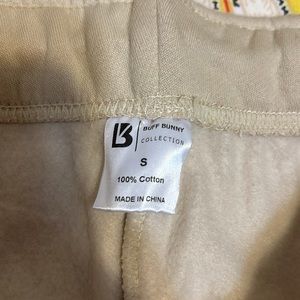 B
BUFF BUNNY
COLLECTION
S
100% Cotton
MADE IN CHINA